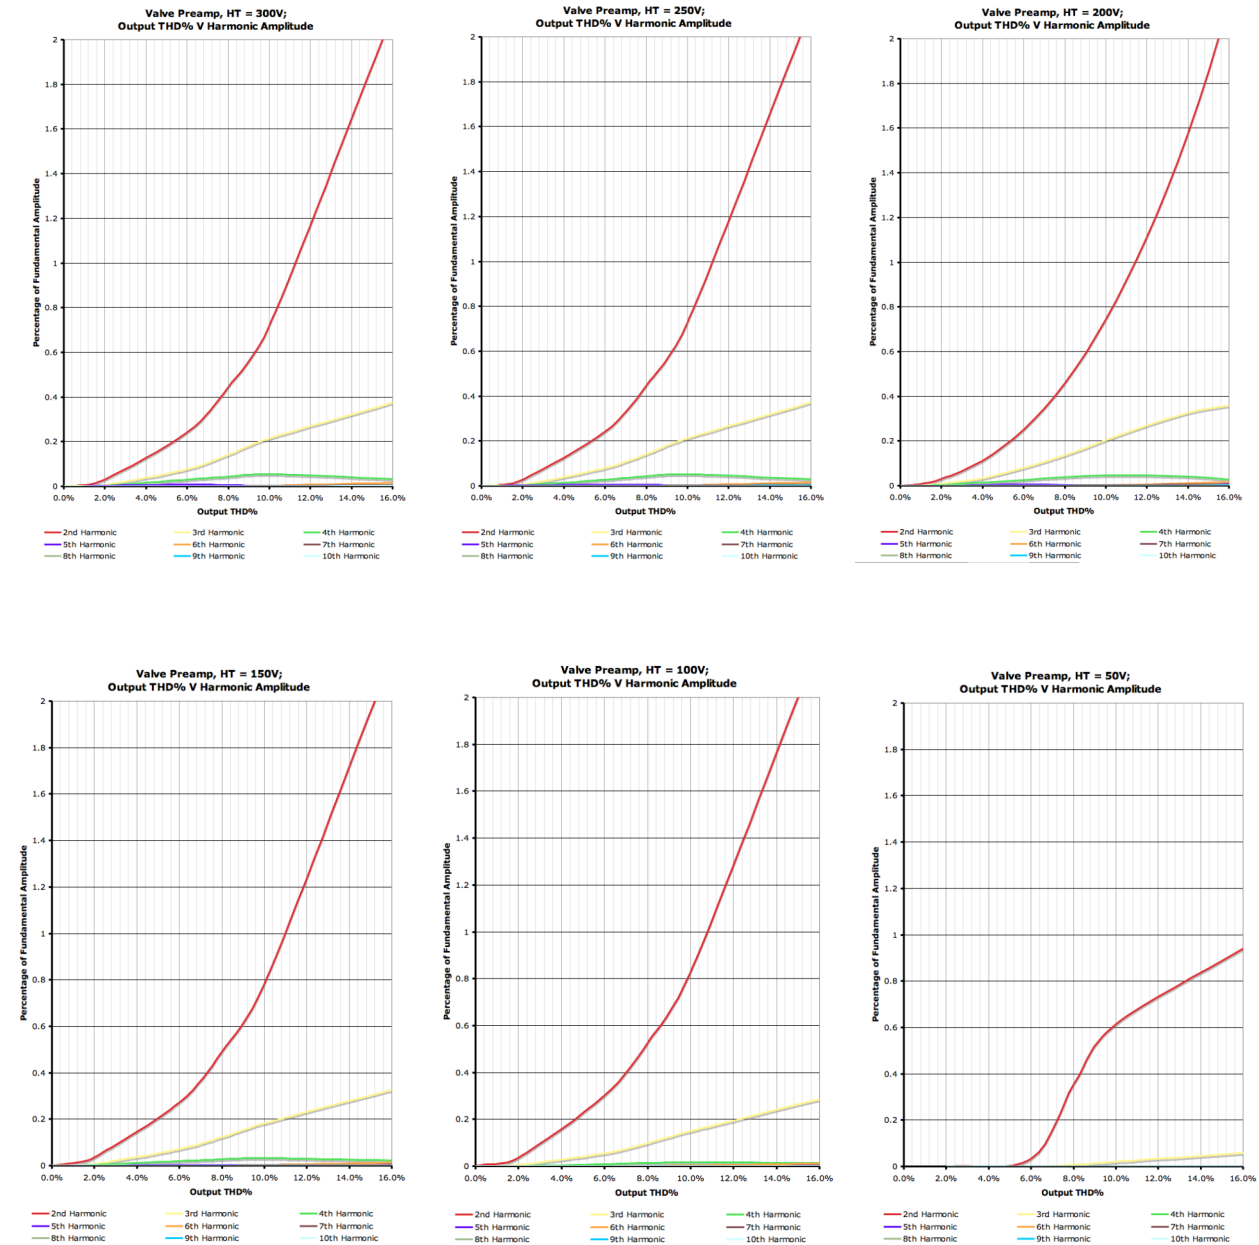 Valve Preamp, HT = 300V;
Output THD% V Harmonic Amplitude
Percentage of Fundamental Amplitude
2
1.8
1.6
1.4
1.2
1
0.8
0.6
0.4
0.2
0
0.0% 2.0% 4.0% 6.0% 8.0% 10.0% 12.0% 14.0% 16.0%
Output THD%
2nd Harmonic 3rd Harmonic 4th Harmonic
5th Harmonic 6th Harmonic 7th Harmonic
8th Harmonic 9th Harmonic 10th Harmonic
Valve Preamp, HT = 250V;
Output THD% V Harmonic Amplitude
Percentage of Fundamental Amplitude
2
1.8
1.6
1.4
1.2
1
0.8
0.6
0.4
0.2
0
0.0% 2.0% 4.0% 6.0% 8.0% 10.0% 12.0% 14.0% 16.0%
Output THD%
2nd Harmonic 3rd Harmonic 4th Harmonic
5th Harmonic 6th Harmonic 7th Harmonic
8th Harmonic 9th Harmonic 10th Harmonic
Valve Preamp, HT = 200V;
Output THD% V Harmonic Amplitude
Percentage of Fundamental Amplitude
2
1.8
1.6
1.4
1.2
1
0.8
0.6
0.4
0.2
0
0.0% 2.0% 4.0% 6.0% 8.0% 10.0% 12.0% 14.0% 16.0%
Output THD%
2nd Harmonic 3rd Harmonic 4th Harmonic
5th Harmonic 6th Harmonic 7th Harmonic
8th Harmonic 9th Harmonic 10th Harmonic
Valve Preamp, HT = 150V;
Output THD% V Harmonic Amplitude
Percentage of Fundamental Amplitude
2
1.8
1.6
1.4
1.2
1
0.8
0.6
0.4
0.2
0
0.0% 2.0% 4.0% 6.0% 8.0% 10.0% 12.0% 14.0% 16.0%
Output THD%
2nd Harmonic 3rd Harmonic 4th Harmonic
5th Harmonic 6th Harmonic 7th Harmonic
8th Harmonic 9th Harmonic 10th Harmonic
Valve Preamp, HT = 100V;
Output THD% V Harmonic Amplitude
Percentage of Fundamental Amplitude
2
1.8
1.6
1.4
1.2
1
0.8
0.6
0.4
0.2
0
0.0% 2.0% 4.0% 6.0% 8.0% 10.0% 12.0% 14.0% 16.0%
Output THD%
2nd Harmonic 3rd Harmonic 4th Harmonic
5th Harmonic 6th Harmonic 7th Harmonic
8th Harmonic 9th Harmonic 10th Harmonic
Valve Preamp, HT = 50V;
Output THD% V Harmonic Amplitude
Percentage of Fundamental Amplitude
2
1.8
1.6
1.4
1.2
1
0.8
0.6
0.4
0.2
0
0.0% 2.0% 4.0% 6.0% 8.0% 10.0% 12.0% 14.0% 16.0%
Output THD%
2nd Harmonic 3rd Harmonic 4th Harmonic
5th Harmonic 6th Harmonic 7th Harmonic
8th Harmonic 9th Harmonic 10th Harmonic